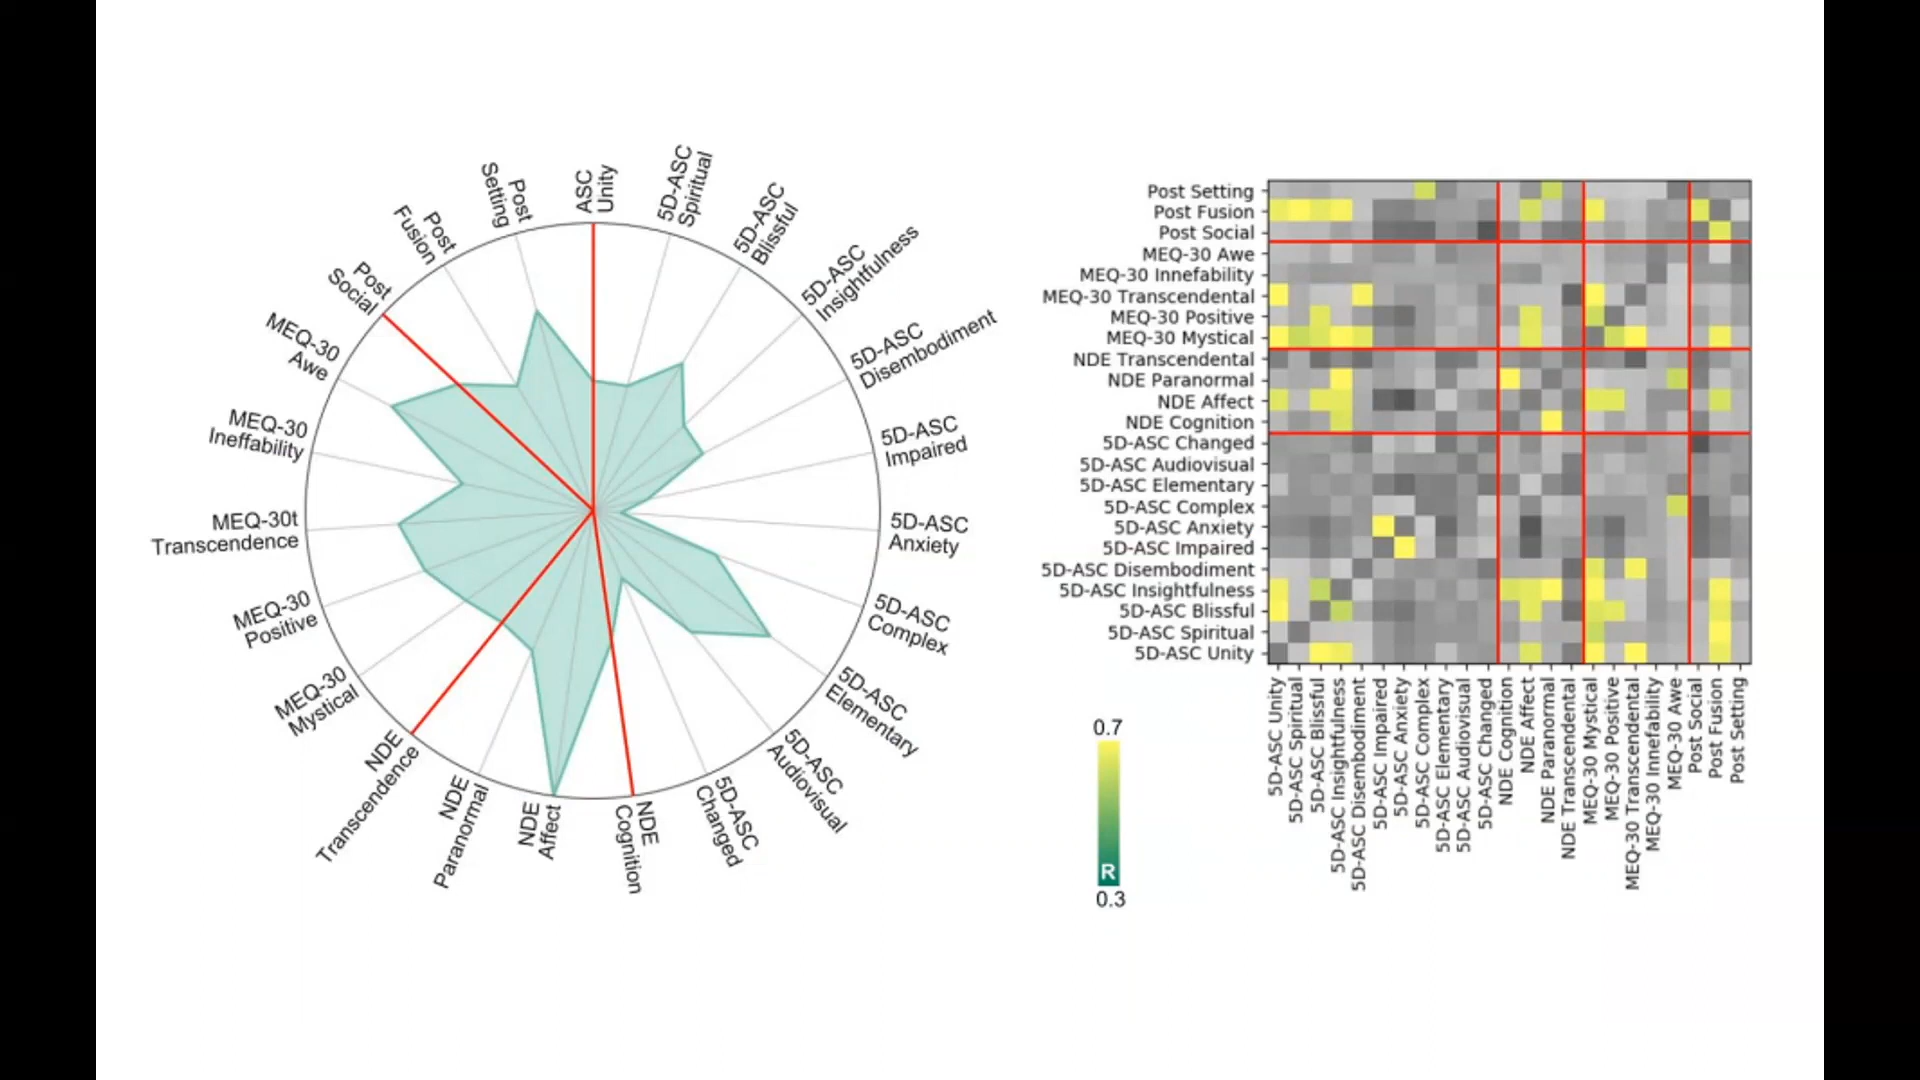 ASC
Unity
5D-ASC
Spiritual
5D-ASC
Blissful
5D-ASC
Insightfulness
5D-ASC
Disembodiment
5D-ASC
Impaired
5D-ASC
Anxiety
5D-ASC
Complex
5D-ASC
Elementary
5D-ASC
Audiovisual
5D-ASC
Changed
NDE
Cognition
NDE
Affect
NDE
Paranormal
NDE
Transcendence
MEQ-30
Mystical
MEQ-30
Positive
MEQ-30t
Transcendence
MEQ-30
Ineffability
MEQ-30
Awe
Post
Social
Post
Fusion
Post
Setting
Post Setting
Post Fusion
Post Social
MEQ-30 Awe
MEQ-30 Innefability
MEQ-30 Transcendental
MEQ-30 Positive
MEQ-30 Mystical
NDE Transcendental
NDE Paranormal
NDE Affect
NDE Cognition
5D-ASC Changed
5D-ASC Audiovisual
5D-ASC Elementary
5D-ASC Complex
5D-ASC Anxiety
5D-ASC Impaired
5D-ASC Disembodiment
5D-ASC Insightfulness
5D-ASC Blissful
5D-ASC Spiritual
5D-ASC Unity
5D-ASC Unity
5D-ASC Spiritual
5D-ASC Blissful
5D-ASC Insightfulness
5D-ASC Disembodiment
5D-ASC Impaired
5D-ASC Anxiety
5D-ASC Complex
5D-ASC Elementary
5D-ASC Audiovisual
5D-ASC Changed
NDE Cognition
NDE Affect
NDE Paranormal
NDE Transcendental
MEQ-30 Mystical
MEQ-30 Positive
MEQ-30 Transcendental
MEQ-30 Innefability
MEQ-30 Awe
Post Social
Post Fusion
Post Setting
0.7
R
0.3